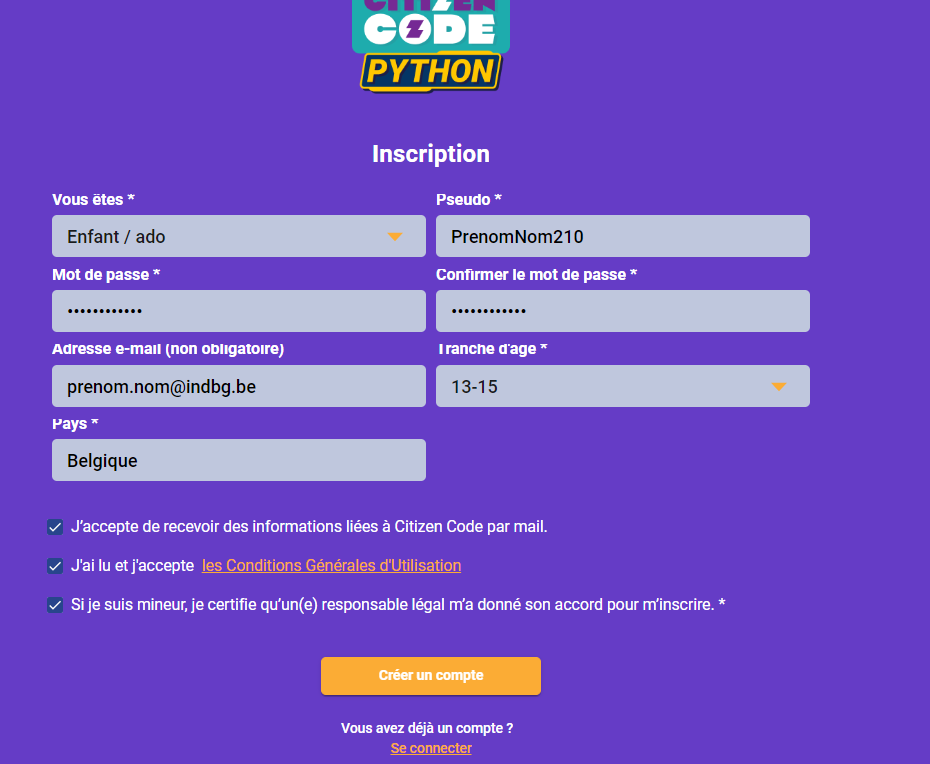 CITIZEN
CODE
PYTHON
Inscription
Vous êtes *
Pseudo *
Enfant / ado
PrenomNom210
Mot de passe *
Confirmer le mot de passe *
••••••••••••
••••••••••••
Adresse e-mail (non obligatoire)
Tranche d'âge *
prenom.nom@indbg.be
13-15
Pays *
Belgique
J’accepte de recevoir des informations liées à Citizen Code par mail.
J'ai lu et j'accepte les Conditions Générales d'Utilisation
Si je suis mineur, je certifie qu’un(e) responsable légal m’a donné son accord pour m’inscrire. *
Créer un compte
Vous avez déjà un compte ?
Se connecter